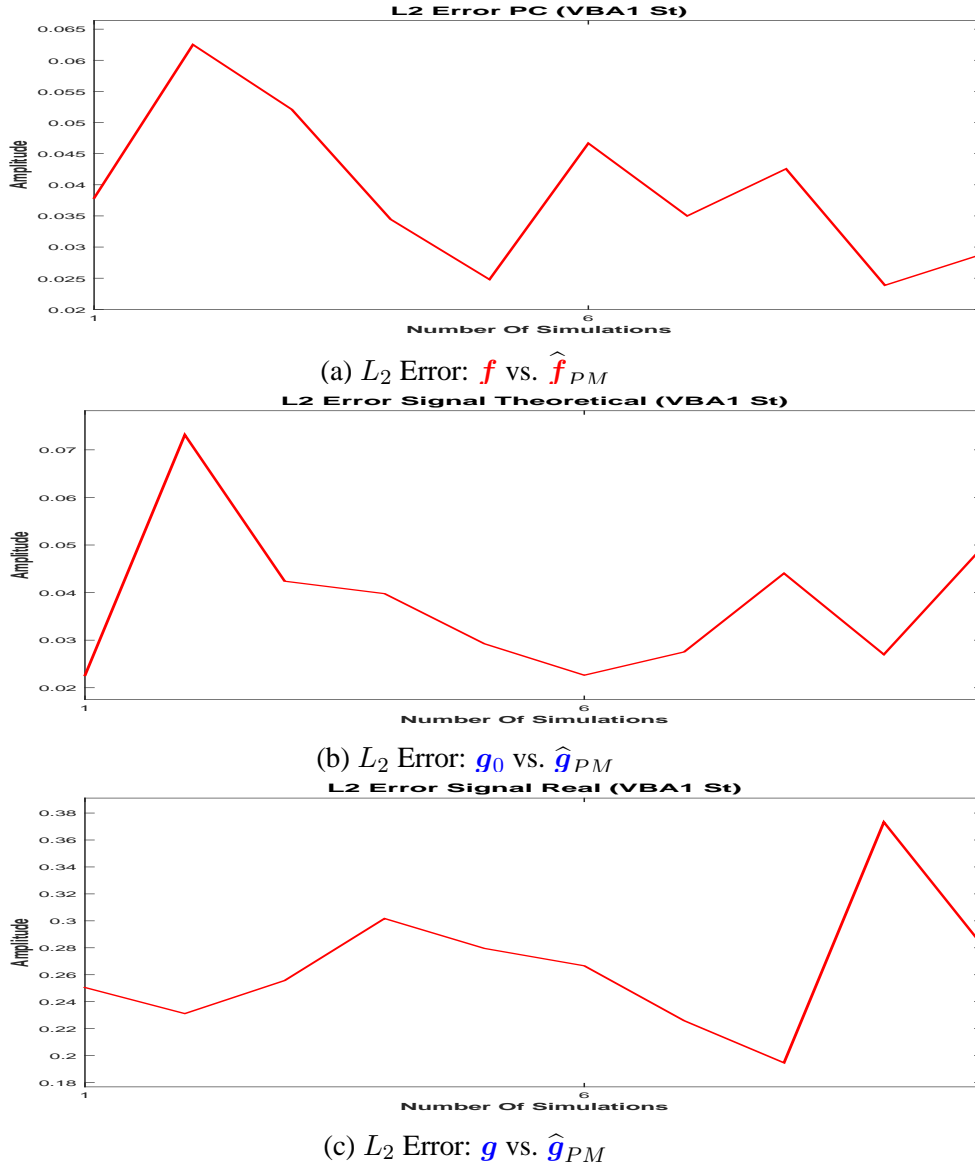 L2 Error PC (VBA1 St)
0.065
0.06
0.055
0.05
0.045
0.04
0.035
0.03
0.025
0.02
Amplitude
1
6
Number Of Simulations
(a) L₂ Error: f vs. f̂_PM
L2 Error Signal Theoretical (VBA1 St)
0.07
0.06
0.05
0.04
0.03
0.02
Amplitude
1
6
Number Of Simulations
(b) L₂ Error: g₀ vs. ĝ_PM
L2 Error Signal Real (VBA1 St)
0.38
0.36
0.34
0.32
0.3
0.28
0.26
0.24
0.22
0.2
0.18
Amplitude
1
6
Number Of Simulations
(c) L₂ Error: g vs. ĝ_PM